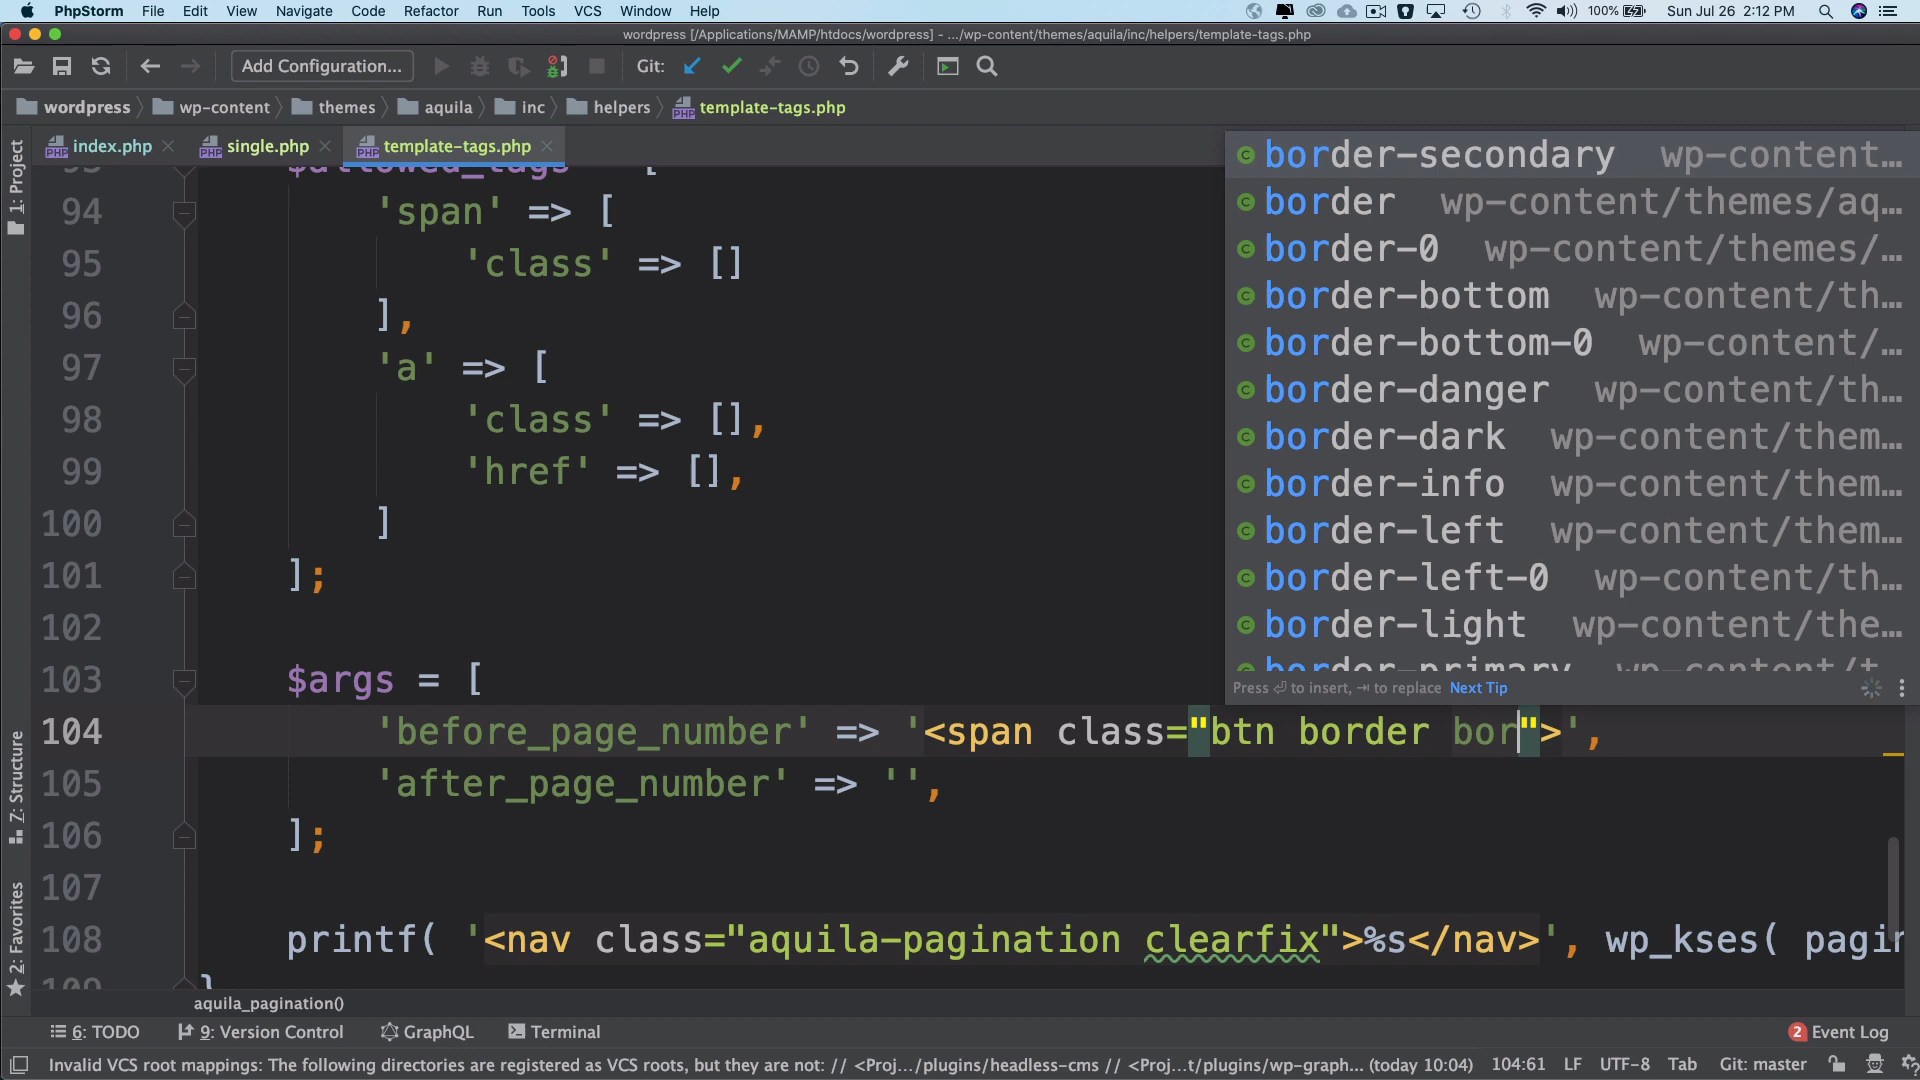 PhpStorm File Edit View Navigate Code Refactor Run Tools VCS Window Help 100% Sun Jul 26 2:12 PM
wordpress [/Applications/MAMP/htdocs/wordpress] - .../wp-content/themes/aquila/inc/helpers/template-tags.php
Add Configuration... Git:
wordpress wp-content themes aquila inc helpers template-tags.php
index.php single.php template-tags.php
1: Project
Z: Structure
2: Favorites
93 $allowed_tags [
94 'span' => [
95 'class' => []
96 ],
97 'a' => [
98 'class' => [],
99 'href' => [],
100 ]
101 ];
102
103 $args = [
104 'before_page_number' => '<span class="btn border bor">',
105 'after_page_number' => '',
106 ];
107
108 printf( '<nav class="aquila-pagination clearfix">%s</nav>', wp_kses( pagin
109 }
border-secondary wp-content…
border wp-content/themes/aq…
border-0 wp-content/themes/…
border-bottom wp-content/th…
border-bottom-0 wp-content/…
border-danger wp-content/th…
border-dark wp-content/them…
border-info wp-content/them…
border-left wp-content/them…
border-left-0 wp-content/th…
border-light wp-content/the…
border-primary wp-content/t…
Press ⏎ to insert, ⇥ to replace Next Tip
aquila_pagination()
6: TODO 9: Version Control GraphQL Terminal 2 Event Log
Invalid VCS root mappings: The following directories are registered as VCS roots, but they are not: // <Proj.../plugins/headless-cms // <Proj...t/plugins/wp-graph... (today 10:04) 104:61 LF UTF-8 Tab Git: master